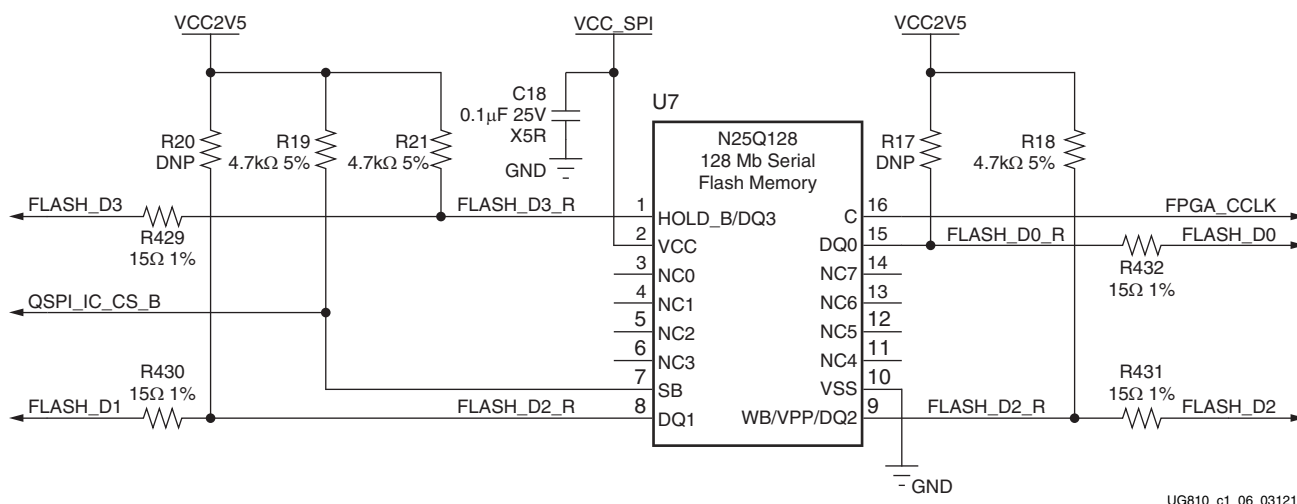 VCC2V5
VCC_SPI
VCC2V5
C18
0.1μF 25V
X5R
GND
U7
N25Q128
128 Mb Serial
Flash Memory
R20
DNP
R19
4.7kΩ 5%
R21
4.7kΩ 5%
R17
DNP
R18
4.7kΩ 5%
FLASH_D3
R429
15Ω 1%
FLASH_D3_R
QSPI_IC_CS_B
R430
15Ω 1%
FLASH_D1
FLASH_D2_R
1
HOLD_B/DQ3
2
VCC
3
NC0
4
NC1
5
NC2
6
NC3
7
SB
8
DQ1
C
16
FPGA_CCLK
DQ0
15
FLASH_D0_R
FLASH_D0
R432
15Ω 1%
NC7
14
NC6
13
NC5
12
NC4
11
VSS
10
WB/VPP/DQ2
9
FLASH_D2_R
R431
15Ω 1%
FLASH_D2
GND
UG810_c1_06_03121